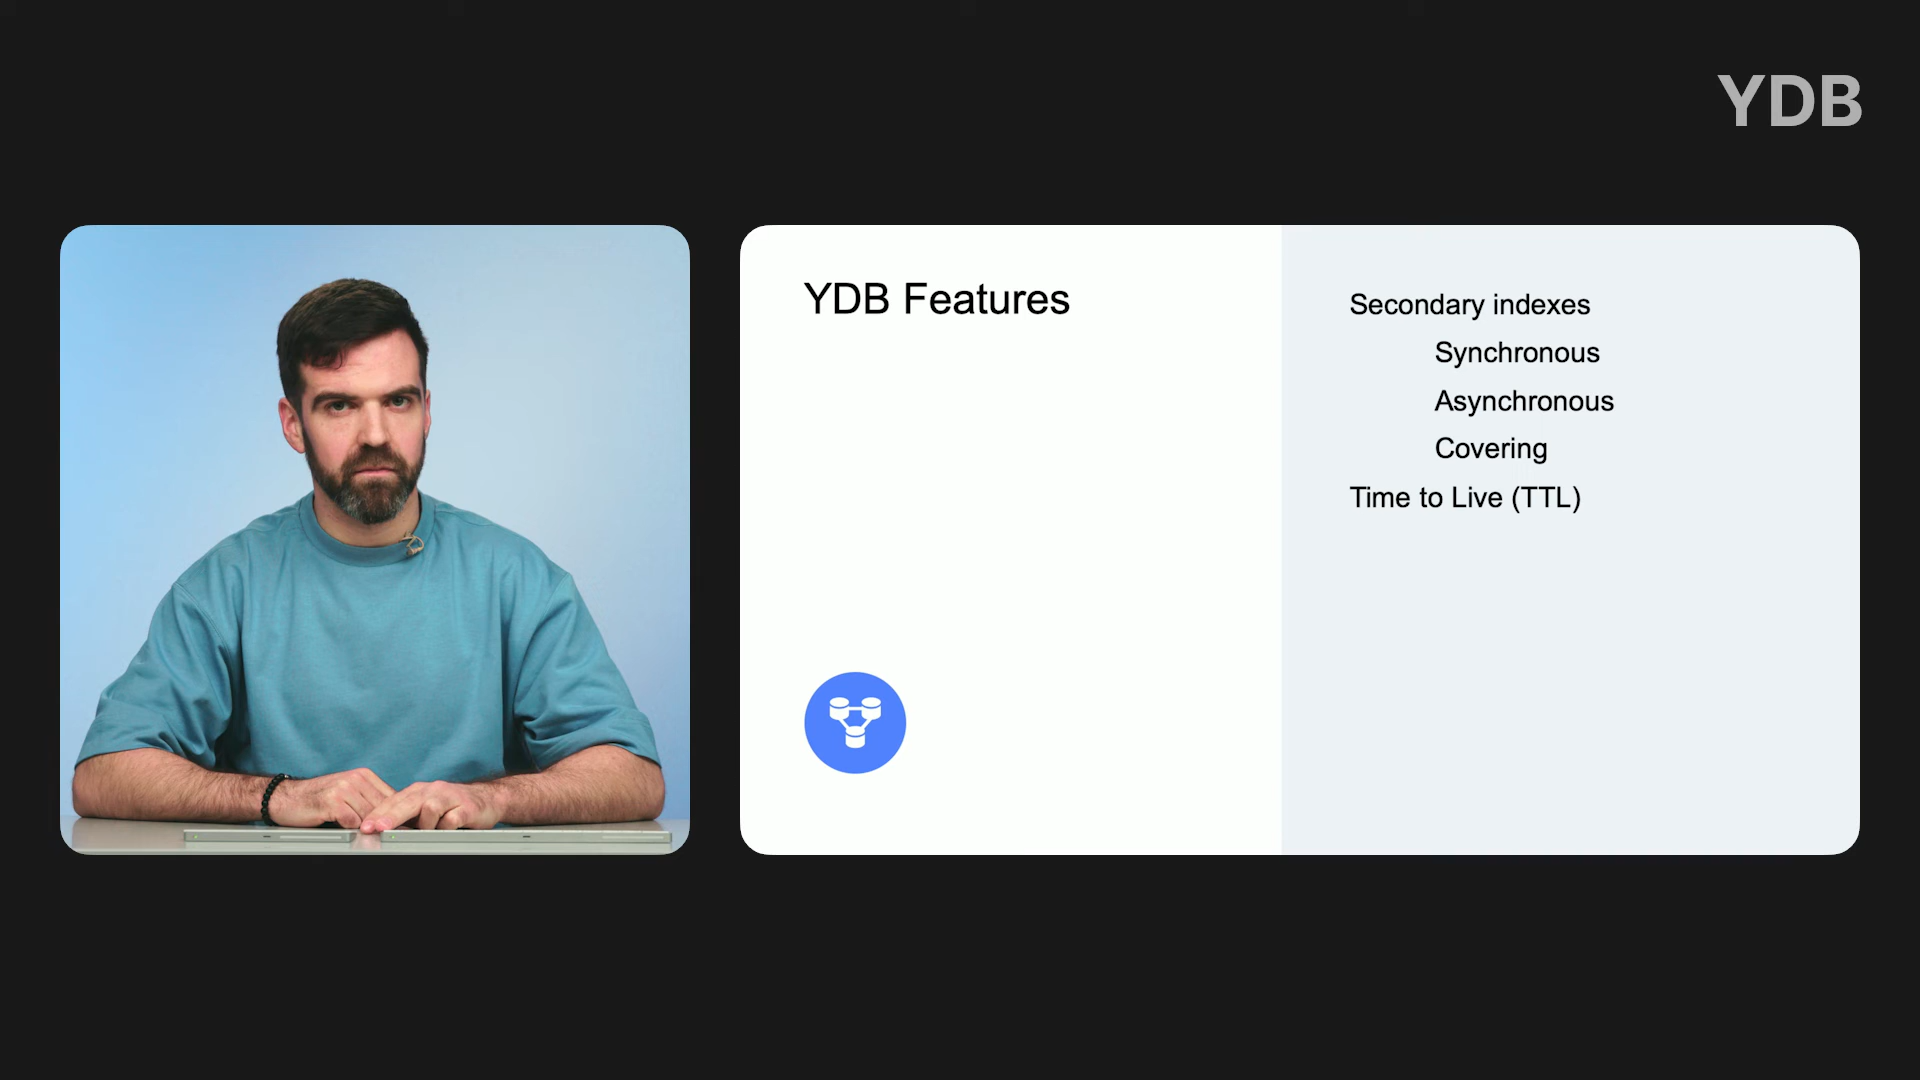 YDB
YDB Features
Secondary indexes
Synchronous
Asynchronous
Covering
Time to Live (TTL)